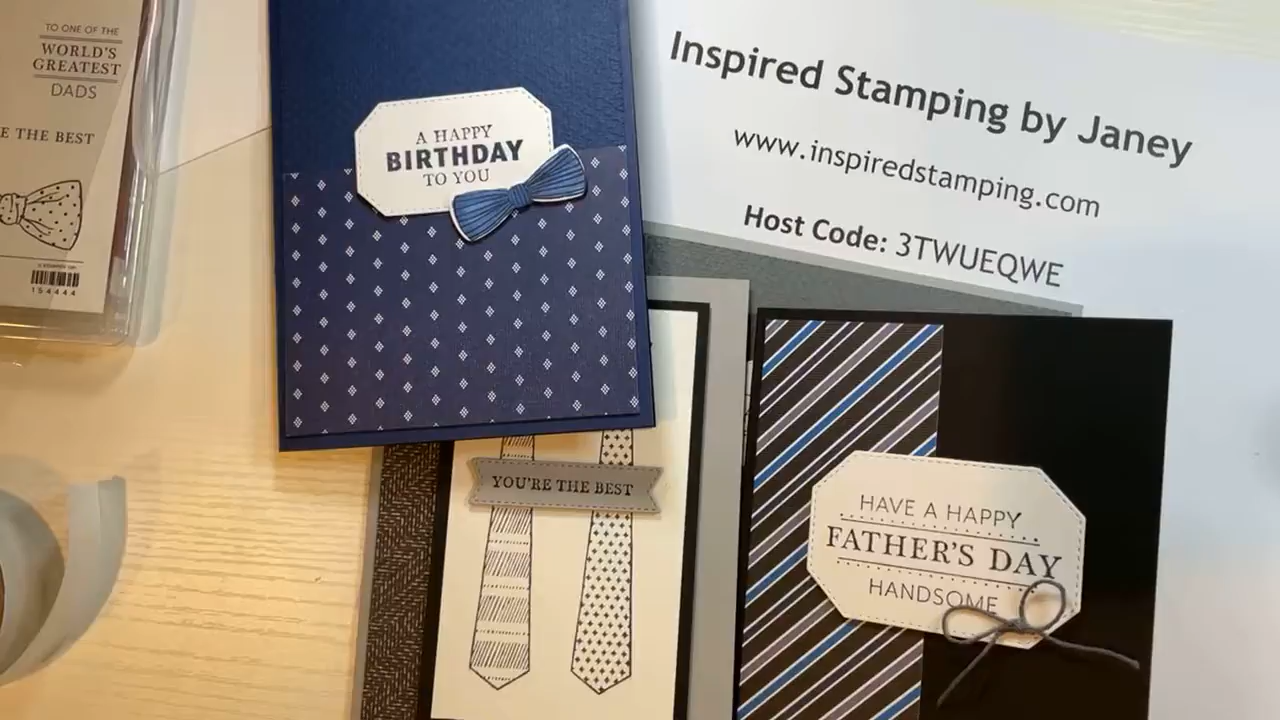 TO ONE OF THE
WORLD'S
GREATEST
DADS
E THE BEST
154444
A HAPPY
BIRTHDAY
TO YOU
Inspired Stamping by Janey
www.inspiredstamping.com
Host Code: 3TWUEQWE
YOU'RE THE BEST
HAVE A HAPPY
FATHER'S DAY
HANDSOME